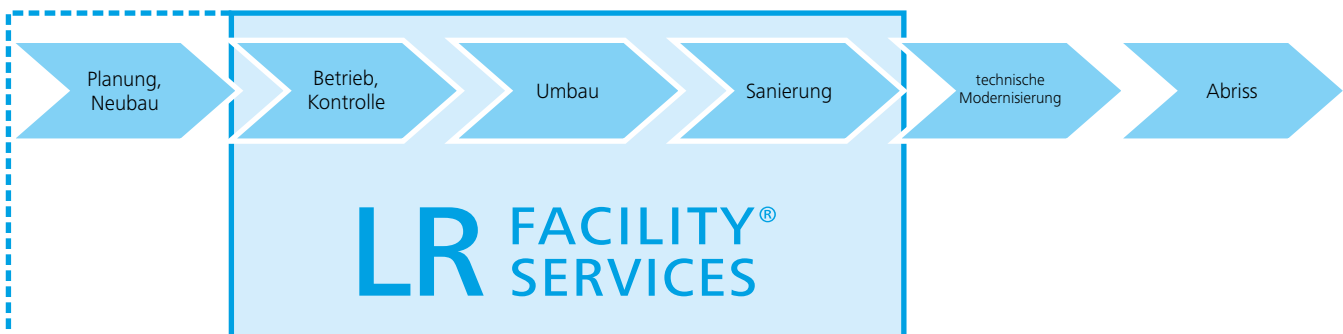 Planung,
Neubau
Betrieb,
Kontrolle
Umbau
Sanierung
technische
Modernisierung
Abriss
LR FACILITY®
SERVICES